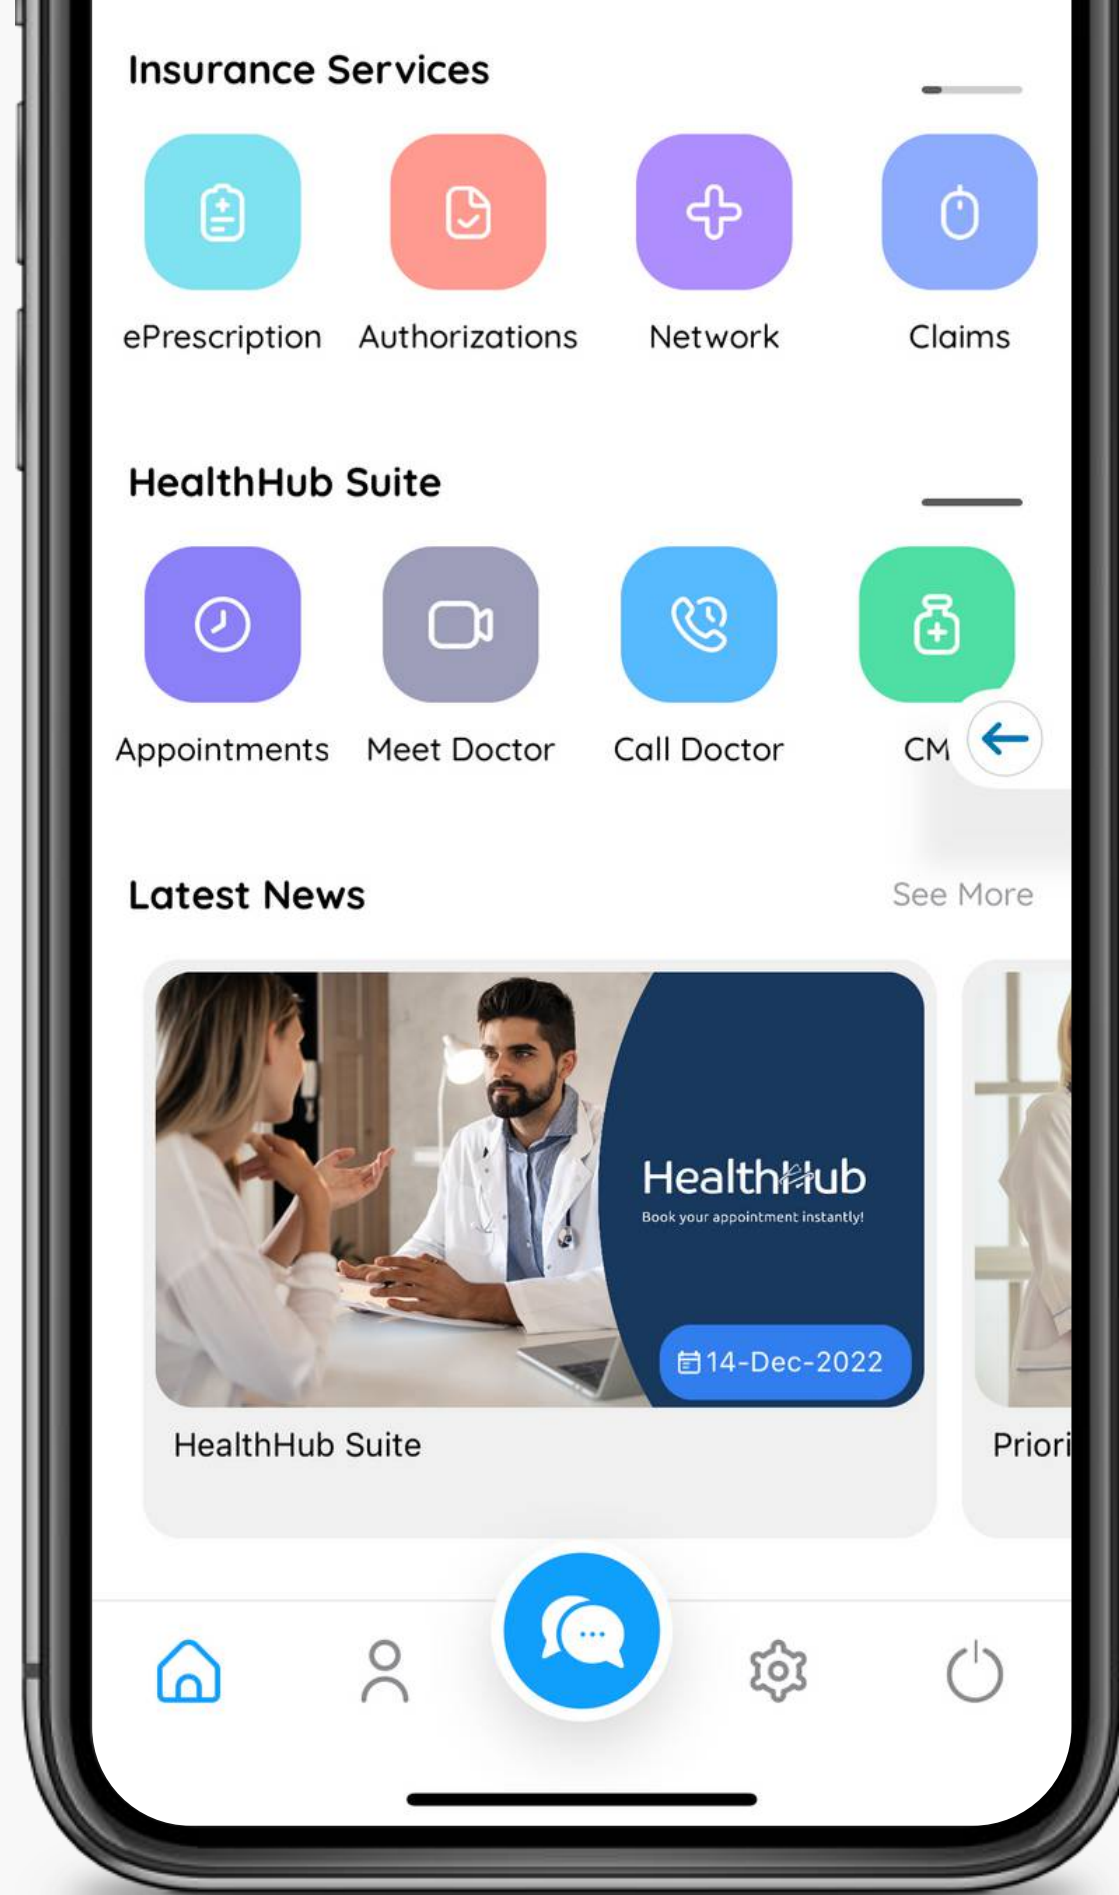 Insurance Services
ePrescription Authorizations Network Claims
HealthHub Suite
Appointments Meet Doctor Call Doctor CM
Latest News See More
HealthHub
Book your appointment instantly!
14-Dec-2022
HealthHub Suite Priori